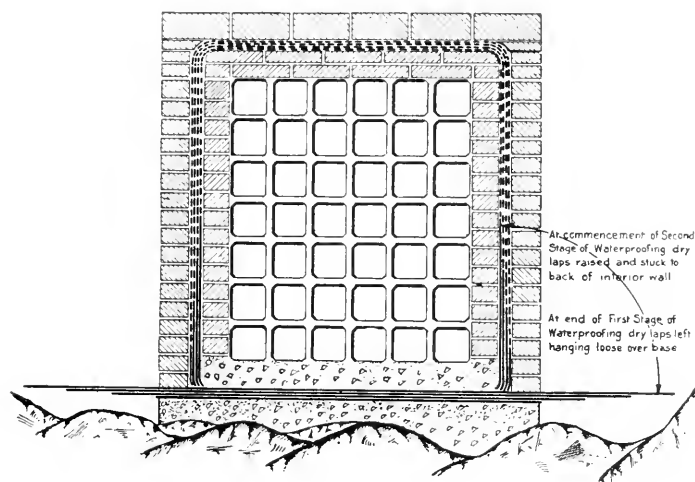 At commencement of Second
Stage of Waterproofing dry
laps raised and stuck to
back of interior wall
At end of First Stage of
Waterproofing dry laps left
hanging loose over base